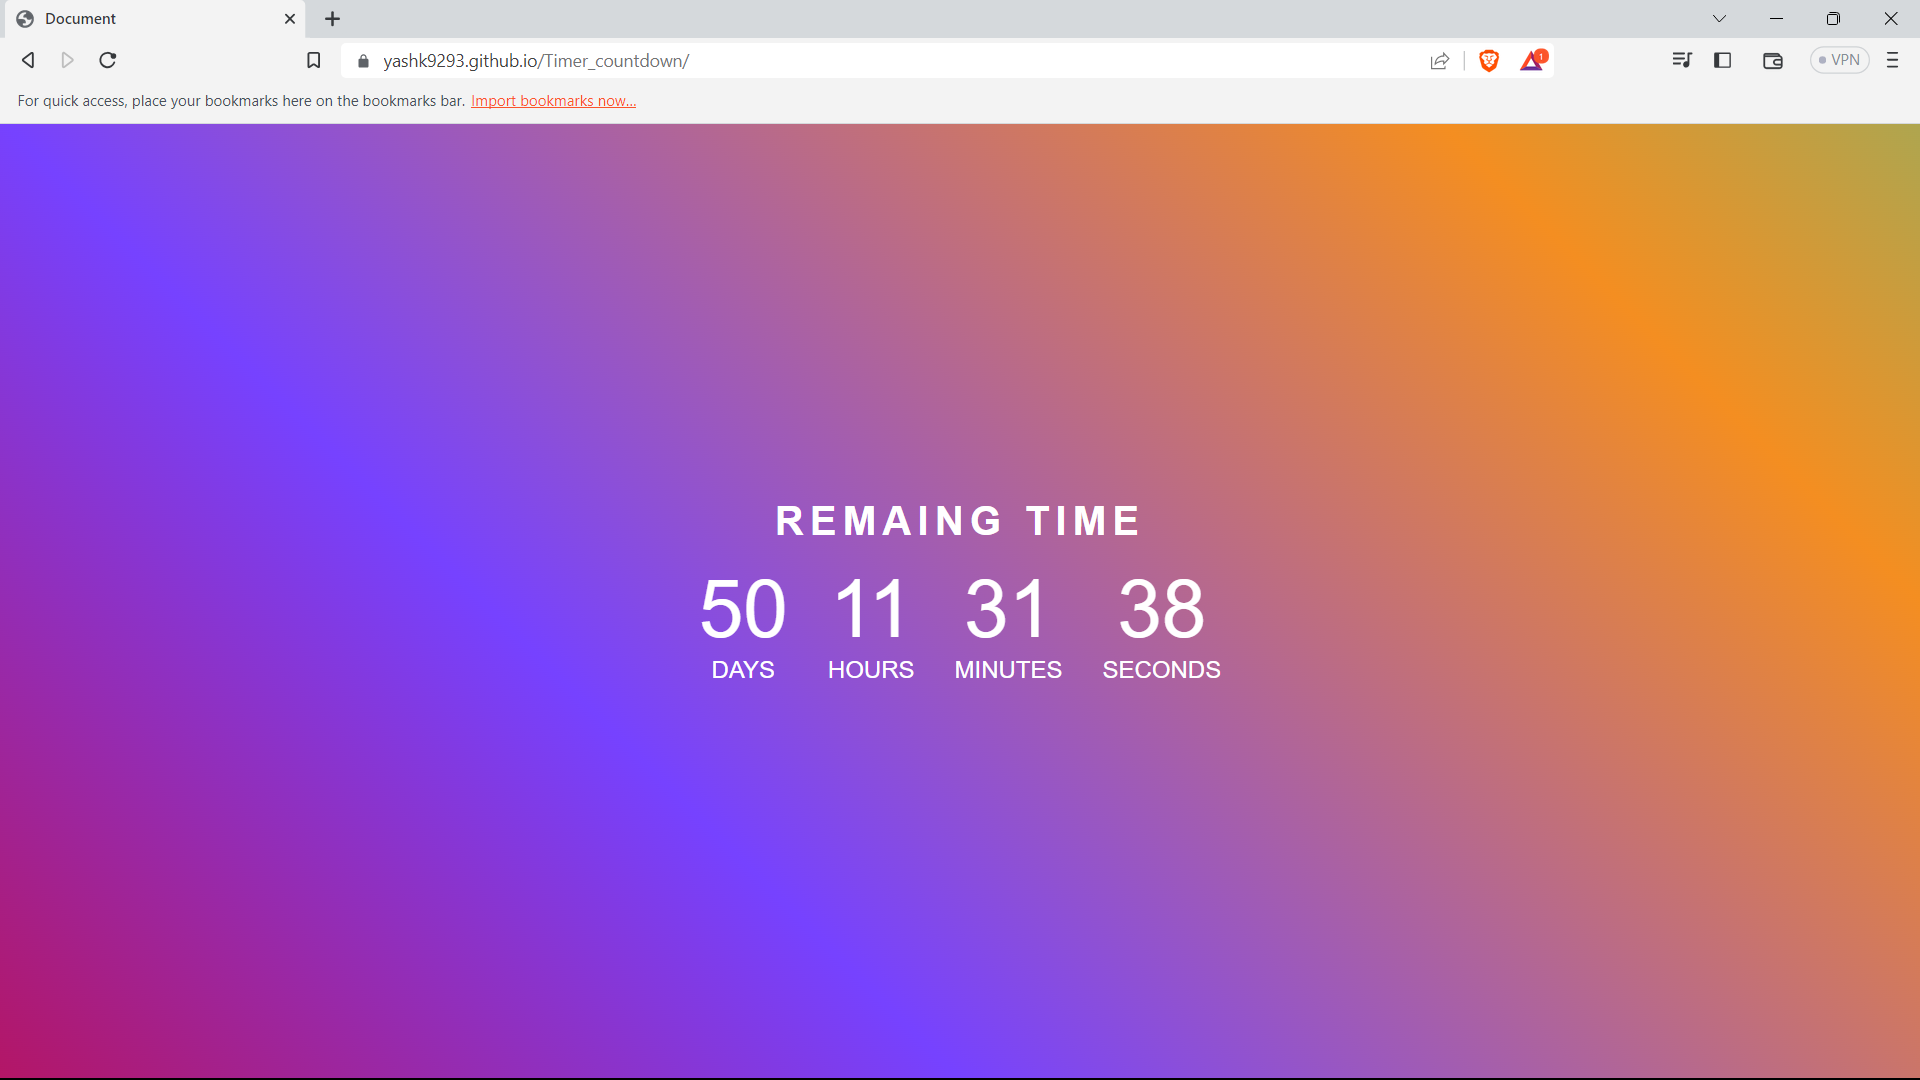 Document
yashk9293.github.io/Timer_countdown/
1
VPN
For quick access, place your bookmarks here on the bookmarks bar. Import bookmarks now...
REMAING TIME
50 11 31 38
DAYS HOURS MINUTES SECONDS